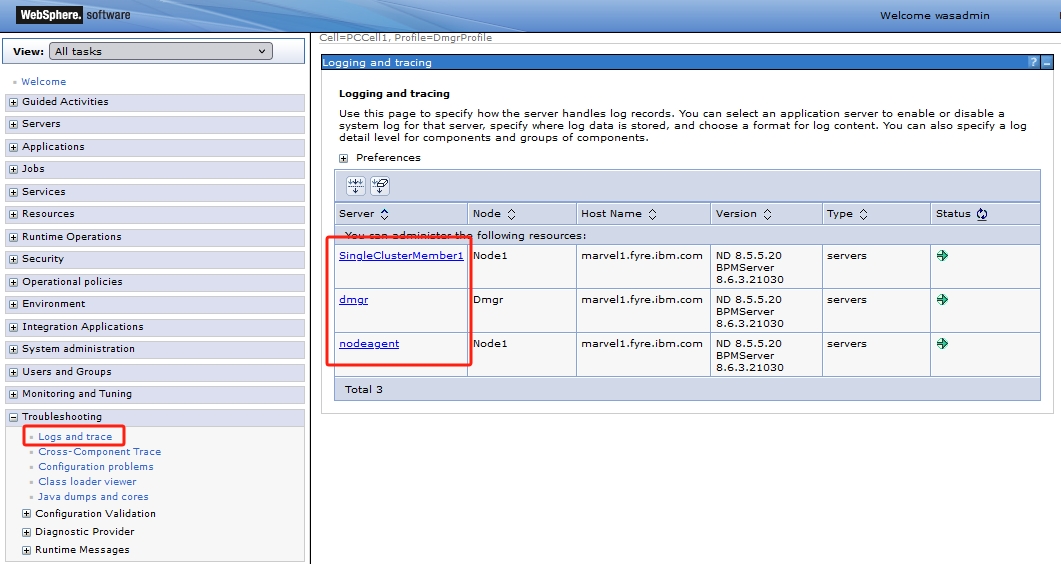 WebSphere. software
Welcome wasadmin
View: All tasks
Welcome
Guided Activities
Servers
Applications
Jobs
Services
Resources
Runtime Operations
Security
Operational policies
Environment
Integration Applications
System administration
Users and Groups
Monitoring and Tuning
Troubleshooting
Logs and trace
Cross-Component Trace
Configuration problems
Class loader viewer
Java dumps and cores
Configuration Validation
Diagnostic Provider
Runtime Messages
Cell=PCCell1, Profile=DmgrProfile
Logging and tracing
? -
Logging and tracing
Use this page to specify how the server handles log records. You can select an application server to enable or disable a
system log for that server, specify where log data is stored, and choose a format for log content. You can also specify a log
detail level for components and groups of components.
Preferences
Server Node Host Name Version Type Status
You can administer the following resources:
SingleClusterMember1 Node1 marvel1.fyre.ibm.com ND 8.5.5.20 servers
BPMServer
8.6.3.21030
dmgr Dmgr marvel1.fyre.ibm.com ND 8.5.5.20 servers
BPMServer
8.6.3.21030
nodeagent Node1 marvel1.fyre.ibm.com ND 8.5.5.20 servers
BPMServer
8.6.3.21030
Total 3